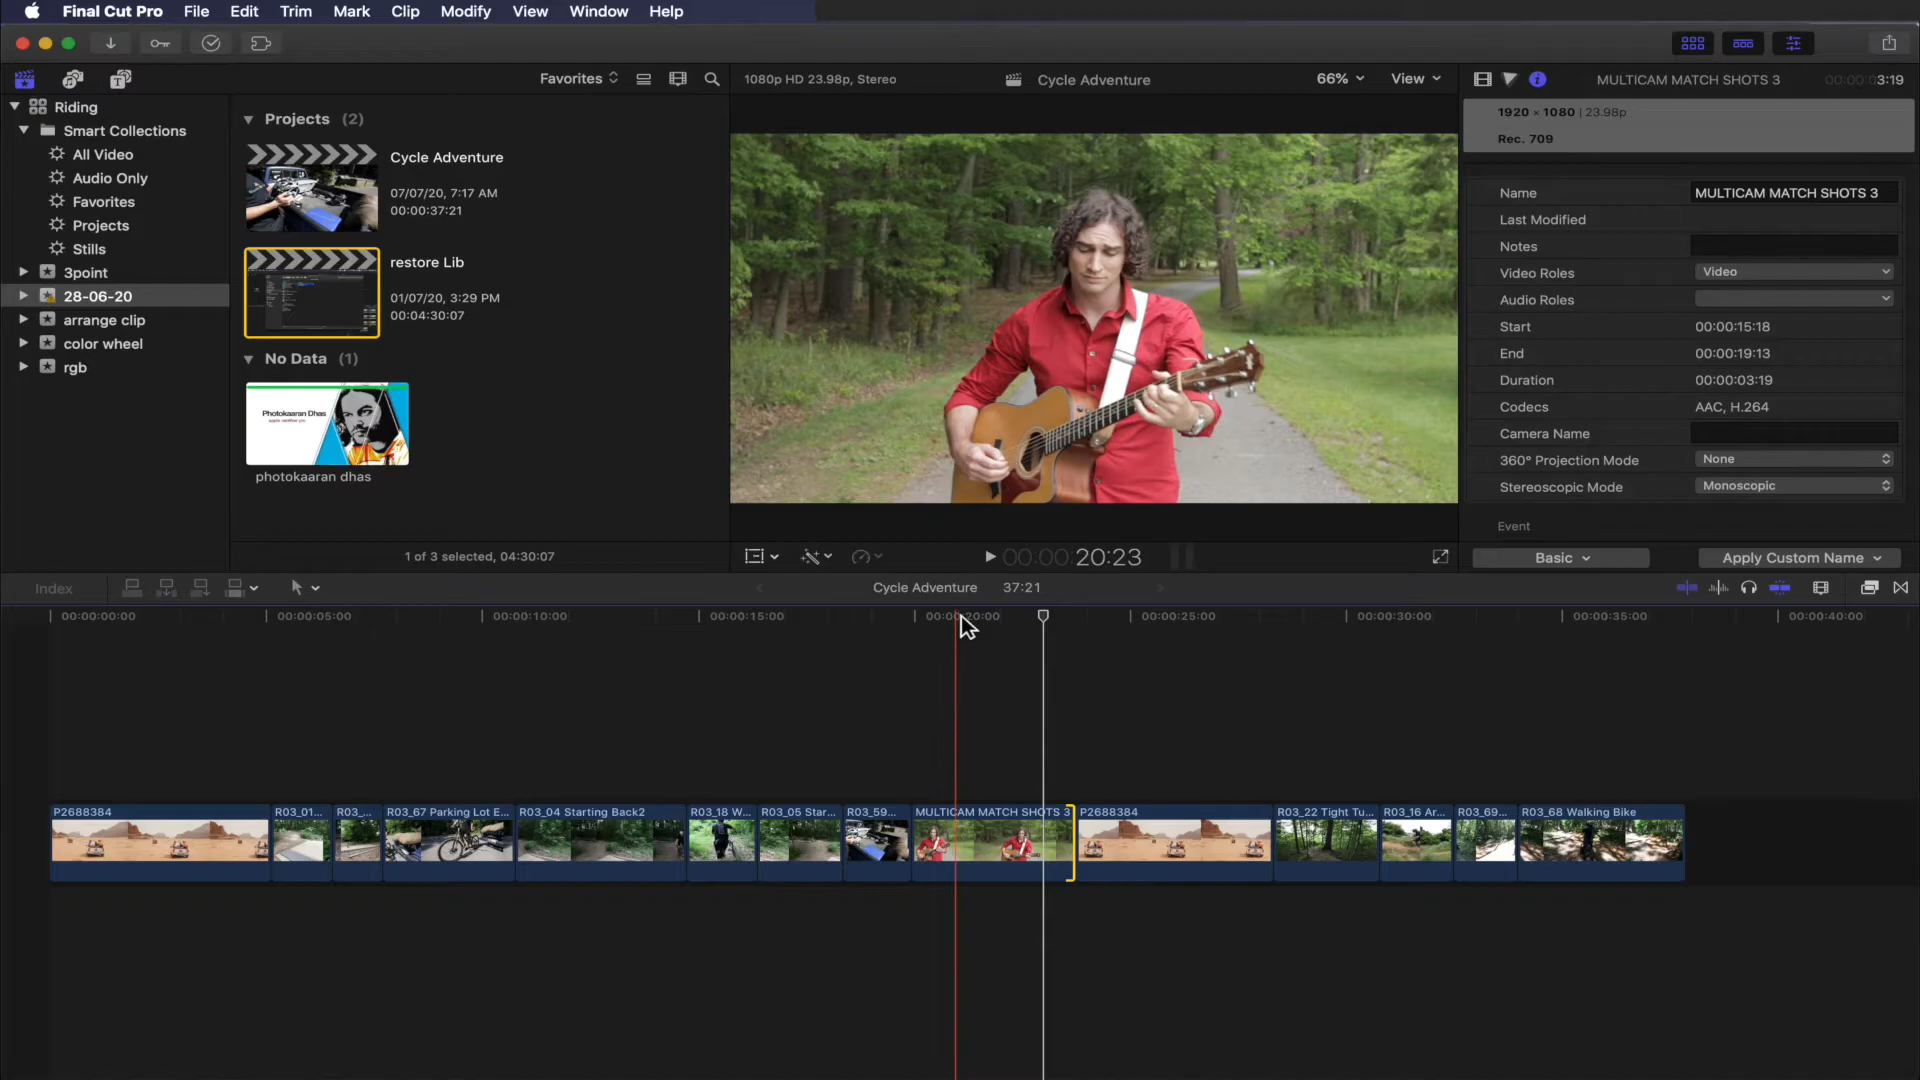 Final Cut Pro File Edit Trim Mark Clip Modify View Window Help
Favorites
1080p HD 23.98p, Stereo
Cycle Adventure
66%
View
MULTICAM MATCH SHOTS 3
00:00:03:19
Riding
Smart Collections
All Video
Audio Only
Favorites
Projects
Stills
3point
28-06-20
arrange clip
color wheel
rgb
Projects (2)
Cycle Adventure
07/07/20, 7:17 AM
00:00:37:21
restore Lib
01/07/20, 3:29 PM
00:04:30:07
No Data (1)
Photokaaran Dhas
photokaaran dhas
1 of 3 selected, 04:30:07
00:00:20:23
1920 × 1080 | 23.98p
Rec. 709
Name MULTICAM MATCH SHOTS 3
Last Modified
Notes
Video Roles Video
Audio Roles
Start 00:00:15:18
End 00:00:19:13
Duration 00:00:03:19
Codecs AAC, H.264
Camera Name
360° Projection Mode None
Stereoscopic Mode Monoscopic
Event
Basic
Apply Custom Name
Index
Cycle Adventure 37:21
00:00:00:00 00:00:05:00 00:00:10:00 00:00:15:00 00:00:20:00 00:00:25:00 00:00:30:00 00:00:35:00 00:00:40:00
P2688384 R03_01... R03_... R03_67 Parking Lot E... R03_04 Starting Back2 R03_18 W... R03_05 Star... R03_59... MULTICAM MATCH SHOTS 3 P2688384 R03_22 Tight Tu... R03_16 Ar... R03_69... R03_68 Walking Bike